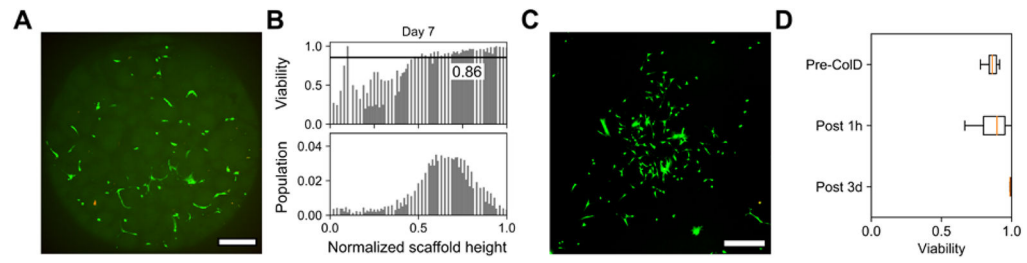 A
B
Day 7
1.0
Viability
0.5
0.86
0.0
0.04
Population
0.02
0.00
0.0
0.5
1.0
Normalized scaffold height
C
D
Pre-ColD
Post 1h
Post 3d
0.0
0.5
1.0
Viability